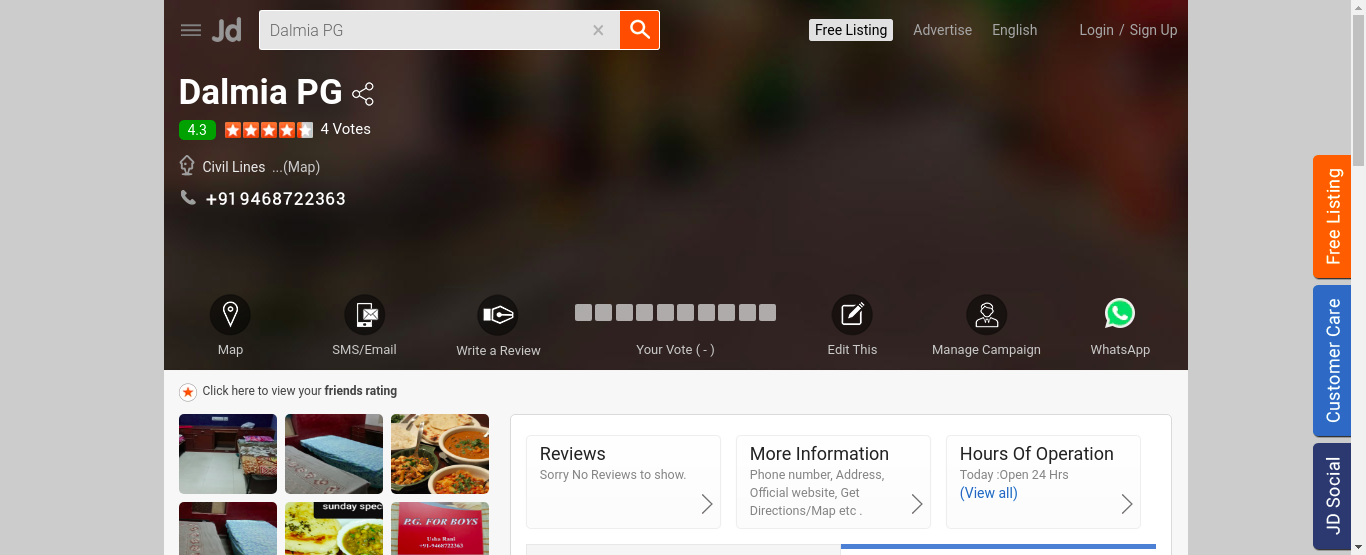 Jd
Dalmia PG
Free Listing
Advertise
English
Login / Sign Up
Dalmia PG
4.3
4 Votes
Civil Lines ...(Map)
+919468722363
Map
SMS/Email
Write a Review
Your Vote ( - )
Edit This
Manage Campaign
WhatsApp
Free Listing
Customer Care
JD Social
Click here to view your friends rating
sunday spec
P.G. FOR BOYS
Usha Rani
+91-9468722363
Reviews
Sorry No Reviews to show.
More Information
Phone number, Address,
Official website, Get
Directions/Map etc .
Hours Of Operation
Today :Open 24 Hrs
(View all)